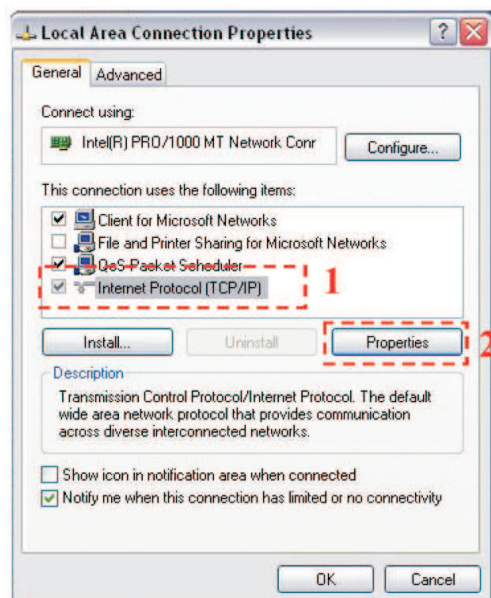 Local Area Connection Properties
General Advanced
Connect using:
Intel(R) PRO/1000 MT Network Conr
Configure...
This connection uses the following items:
Client for Microsoft Networks
File and Printer Sharing for Microsoft Networks
QoS Packet Scheduler
Internet Protocol (TCP/IP) 1
Install... Uninstall Properties 2
Description
Transmission Control Protocol/Internet Protocol. The default
wide area network protocol that provides communication
across diverse interconnected networks.
Show icon in notification area when connected
Notify me when this connection has limited or no connectivity
OK Cancel